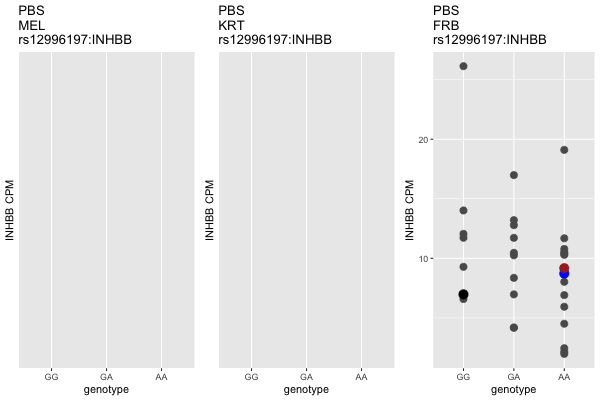 PBS
MEL
rs12996197:INHBB
INHBB CPM
GG GA AA
genotype
PBS
KRT
rs12996197:INHBB
INHBB CPM
GG GA AA
genotype
PBS
FRB
rs12996197:INHBB
INHBB CPM
20
10
GG GA AA
genotype